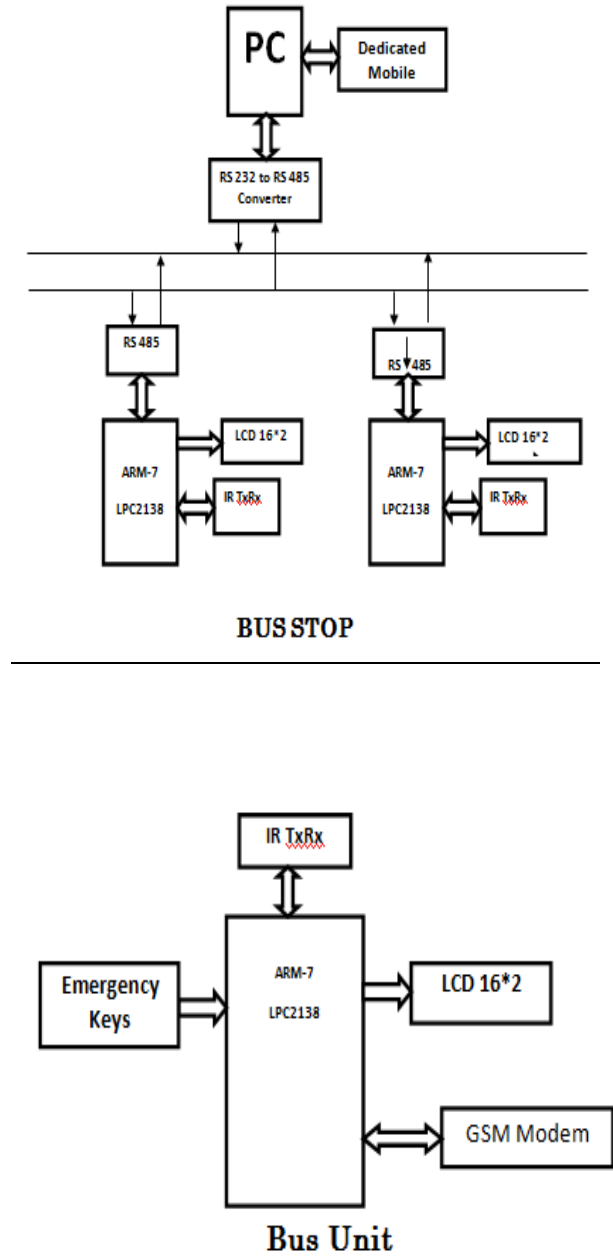 PC
Dedicated
Mobile
RS 232 to RS 485
Converter
RS 485
RS 485
LCD 16*2
LCD 16*2
ARM-7
LPC2138
IR TxRx
ARM-7
LPC2138
IR TxRx
BUS STOP
IR TxRx
ARM-7
LPC2138
Emergency
Keys
LCD 16*2
GSM Modem
Bus Unit